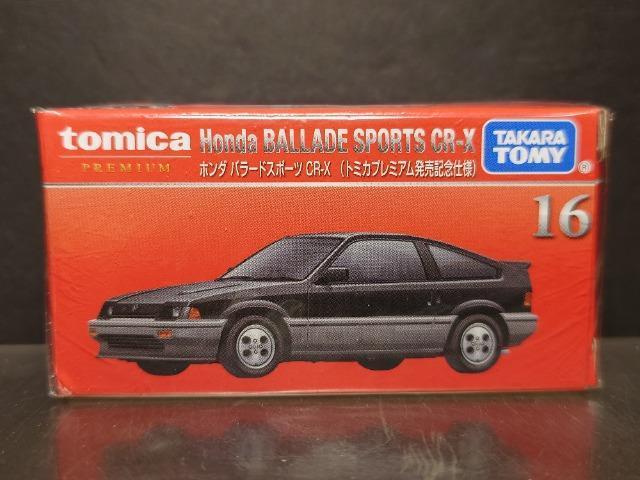 tomica
PREMIUM
Honda BALLADE SPORTS CR-X
ホンダ バラードスポーツ CR-X （トミカプレミアム発売記念仕様）
TAKARA
TOMY
®
16